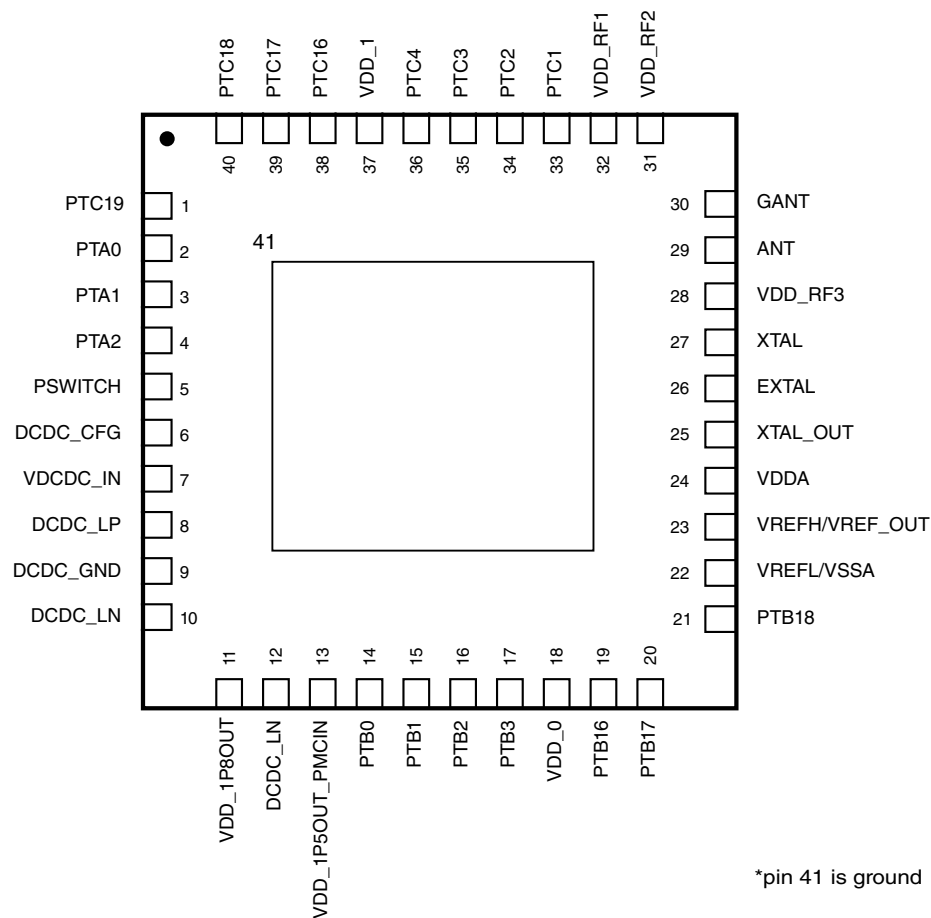 PTC18
PTC17
PTC16
VDD_1
PTC4
PTC3
PTC2
PTC1
VDD_RF1
VDD_RF2
40
39
38
37
36
35
34
33
32
31
PTC19 1
PTA0 2
PTA1 3
PTA2 4
PSWITCH 5
DCDC_CFG 6
VDCDC_IN 7
DCDC_LP 8
DCDC_GND 9
DCDC_LN 10
41
30 GANT
29 ANT
28 VDD_RF3
27 XTAL
26 EXTAL
25 XTAL_OUT
24 VDDA
23 VREFH/VREF_OUT
22 VREFL/VSSA
21 PTB18
11
12
13
14
15
16
17
18
19
20
VDD_1P8OUT
DCDC_LN
VDD_1P5OUT_PMCIN
PTB0
PTB1
PTB2
PTB3
VDD_0
PTB16
PTB17
*pin 41 is ground